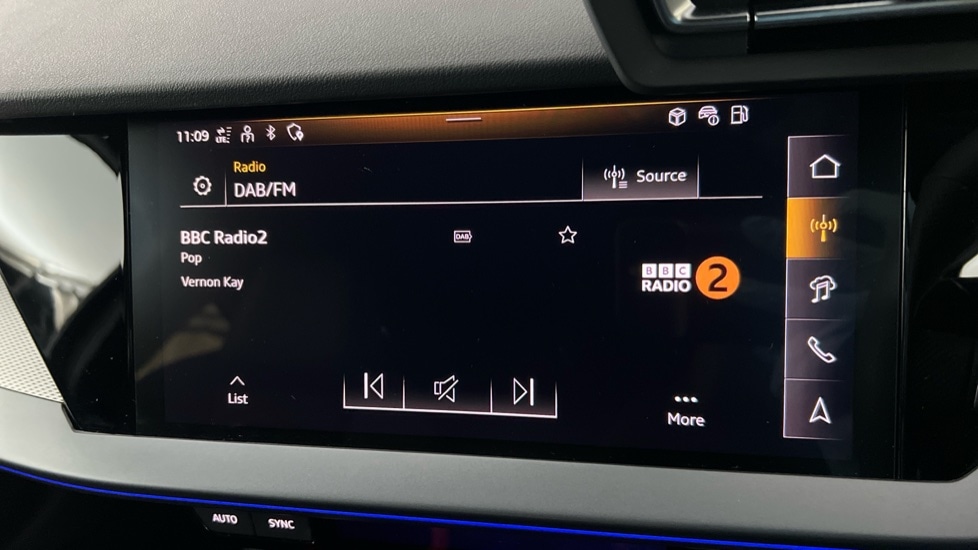 11:09 LTE
Radio
DAB/FM
Source
BBC Radio2
DAB
Pop
Vernon Kay
BBC
RADIO 2
List
More
AUTO SYNC